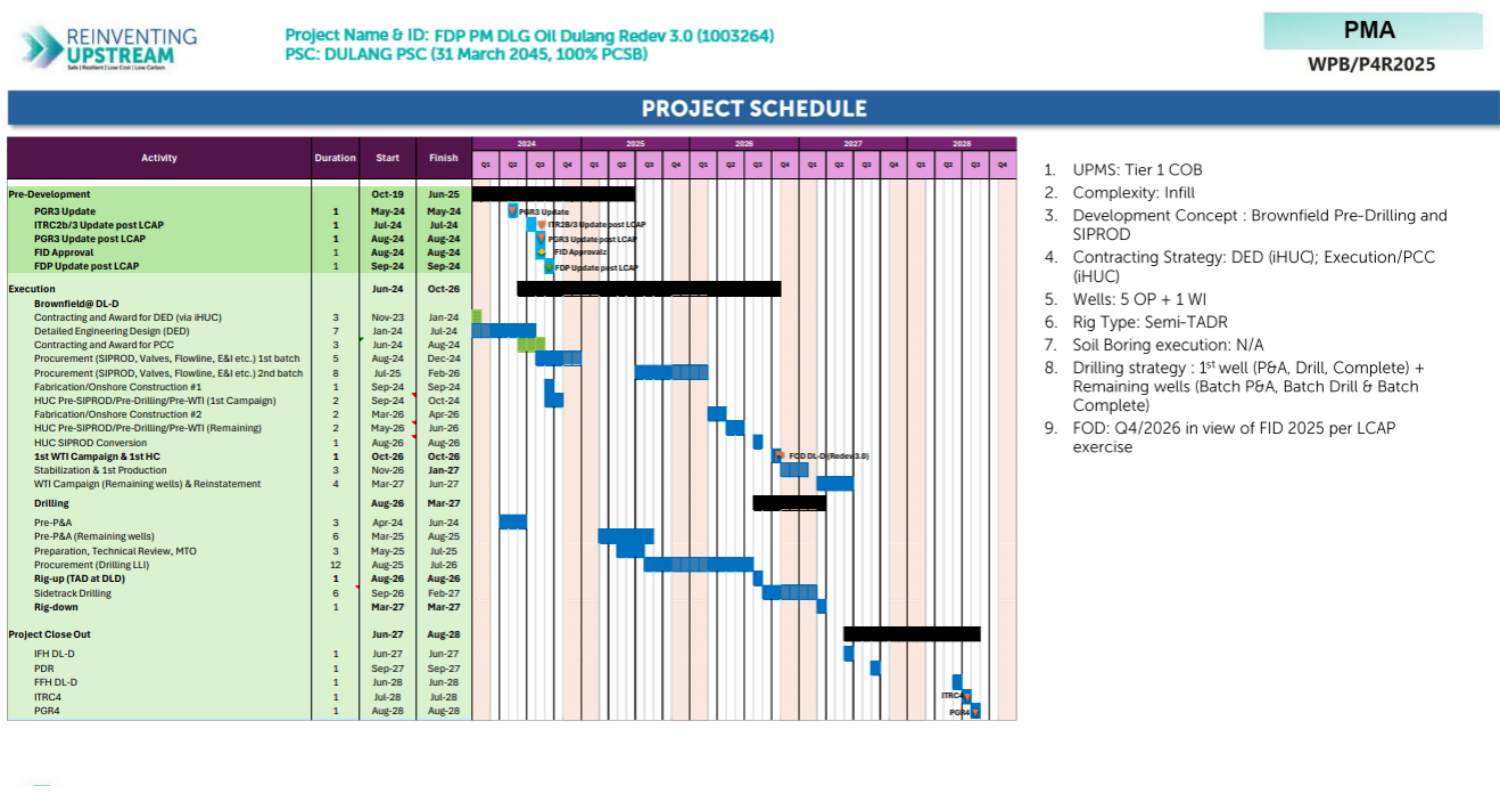 REINVENTING
UPSTREAM
Safe | Resilient | Low Cost | Low Carbon
Project Name & ID: FDP PM DLG Oil Dulang Redev 3.0 (1003264)
PSC: DULANG PSC (31 March 2045, 100% PCSB)
PMA
WPB/P4R2025
PROJECT SCHEDULE
Activity Duration Start Finish 2024 2025 2026 2027 2028
Q1 Q2 Q3 Q4 Q1 Q2 Q3 Q4 Q1 Q2 Q3 Q4 Q1 Q2 Q3 Q4 Q1 Q2 Q3 Q4
Pre-Development Oct-19 Jun-25
PGR3 Update 1 May-24 May-24 PGR3 Update
ITRC2b/3 Update post LCAP 1 Jul-24 Jul-24 ITR2B/3 Update post LCAP
PGR3 Update post LCAP 1 Aug-24 Aug-24 PGR3 Update post LCAP
FID Approval 1 Aug-24 Aug-24 FID Approvalz
FDP Update post LCAP 1 Sep-24 Sep-24 FDP Update post LCAP
Execution Jun-24 Oct-26
Brownfield@ DL-D
Contracting and Award for DED (via iHUC) 3 Nov-23 Jan-24
Detailed Engineering Design (DED) 7 Jan-24 Jul-24
Contracting and Award for PCC 3 Jun-24 Aug-24
Procurement (SIPROD, Valves, Flowline, E&I etc.) 1st batch 5 Aug-24 Dec-24
Procurement (SIPROD, Valves, Flowline, E&I etc.) 2nd batch 8 Jul-25 Feb-26
Fabrication/Onshore Construction #1 1 Sep-24 Sep-24
HUC Pre-SIPROD/Pre-Drilling/Pre-WTI (1st Campaign) 2 Sep-24 Oct-24
Fabrication/Onshore Construction #2 2 Mar-26 Apr-26
HUC Pre-SIPROD/Pre-Drilling/Pre-WTI (Remaining) 2 May-26 Jun-26
HUC SIPROD Conversion 1 Aug-26 Aug-26
1st WTI Campaign & 1st HC 1 Oct-26 Oct-26 FOD DL-D (Redev 3.0)
Stabilization & 1st Production 3 Nov-26 Jan-27
WTI Campaign (Remaining wells) & Reinstatement 4 Mar-27 Jun-27
Drilling Aug-26 Mar-27
Pre-P&A 3 Apr-24 Jun-24
Pre-P&A (Remaining wells) 6 Mar-25 Aug-25
Preparation, Technical Review, MTO 3 May-25 Jul-25
Procurement (Drilling LLI) 12 Aug-25 Jul-26
Rig-up (TAD at DLD) 1 Aug-26 Aug-26
Sidetrack Drilling 6 Sep-26 Feb-27
Rig-down 1 Mar-27 Mar-27
Project Close Out Jun-27 Aug-28
IFH DL-D 1 Jun-27 Jun-27
PDR 1 Sep-27 Sep-27
FFH DL-D 1 Jun-28 Jun-28
ITRC4 1 Jul-28 Jul-28 ITRC4
PGR4 1 Aug-28 Aug-28 PGR4
1. UPMS: Tier 1 COB
2. Complexity: Infill
3. Development Concept : Brownfield Pre-Drilling and
SIPROD
4. Contracting Strategy: DED (iHUC); Execution/PCC
(iHUC)
5. Wells: 5 OP + 1 WI
6. Rig Type: Semi-TADR
7. Soil Boring execution: N/A
8. Drilling strategy : 1st well (P&A, Drill, Complete) +
Remaining wells (Batch P&A, Batch Drill & Batch
Complete)
9. FOD: Q4/2026 in view of FID 2025 per LCAP
exercise